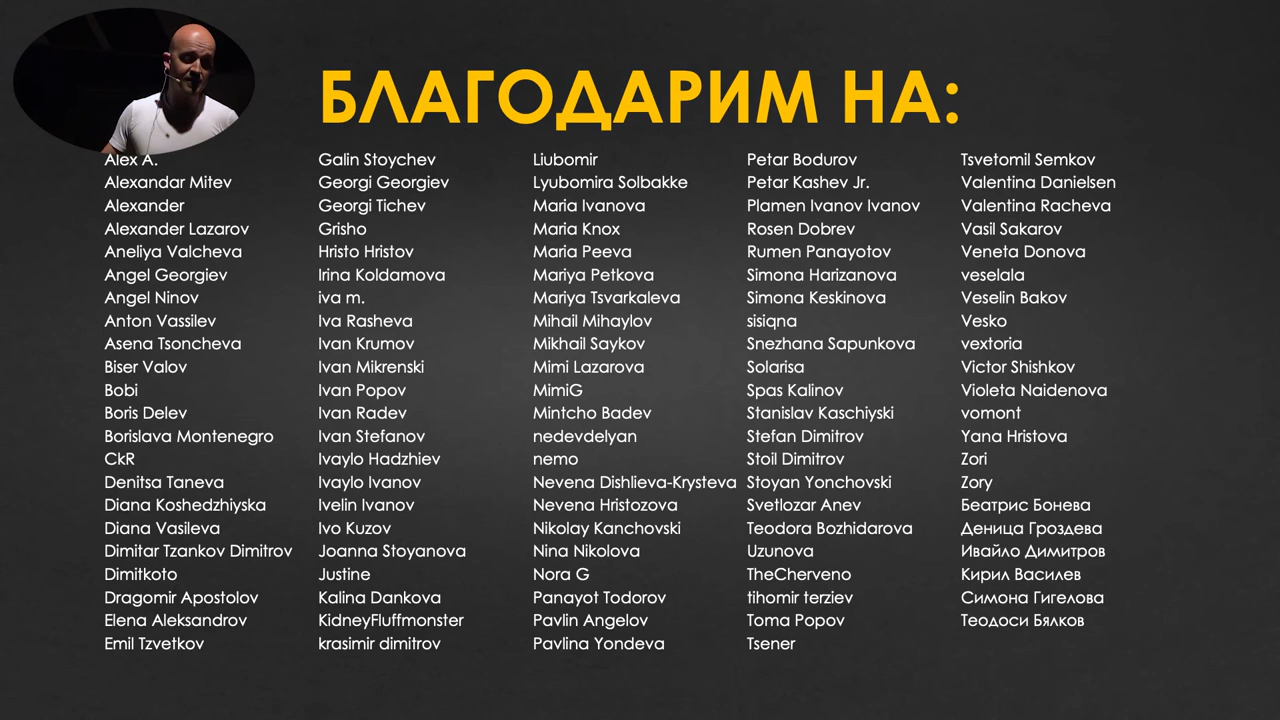 БЛАГОДАРИМ НА:
Alex A.
Alexandar Mitev
Alexander
Alexander Lazarov
Aneliya Valcheva
Angel Georgiev
Angel Ninov
Anton Vassilev
Asena Tsoncheva
Biser Valov
Bobi
Boris Delev
Borislava Montenegro
CkR
Denitsa Taneva
Diana Koshedzhiyska
Diana Vasileva
Dimitar Tzankov Dimitrov
Dimitkoto
Dragomir Apostolov
Elena Aleksandrov
Emil Tzvetkov
Galin Stoychev
Georgi Georgiev
Georgi Tichev
Grisho
Hristo Hristov
Irina Koldamova
iva m.
Iva Rasheva
Ivan Krumov
Ivan Mikrenski
Ivan Popov
Ivan Radev
Ivan Stefanov
Ivaylo Hadzhiev
Ivaylo Ivanov
Ivelin Ivanov
Ivo Kuzov
Joanna Stoyanova
Justine
Kalina Dankova
KidneyFluffmonster
krasimir dimitrov
Liubomir
Lyubomira Solbakke
Maria Ivanova
Maria Knox
Maria Peeva
Mariya Petkova
Mariya Tsvarkaleva
Mihail Mihaylov
Mikhail Saykov
Mimi Lazarova
MimiG
Mintcho Badev
nedevdelyan
nemo
Nevena Dishlieva-Krysteva
Nevena Hristozova
Nikolay Kanchovski
Nina Nikolova
Nora G
Panayot Todorov
Pavlin Angelov
Pavlina Yondeva
Petar Bodurov
Petar Kashev Jr.
Plamen Ivanov Ivanov
Rosen Dobrev
Rumen Panayotov
Simona Harizanova
Simona Keskinova
sisiqna
Snezhana Sapunkova
Solarisa
Spas Kalinov
Stanislav Kaschiyski
Stefan Dimitrov
Stoil Dimitrov
Stoyan Yonchovski
Svetlozar Anev
Teodora Bozhidarova
Uzunova
TheCherveno
tihomir terziev
Toma Popov
Tsener
Tsvetomil Semkov
Valentina Danielsen
Valentina Racheva
Vasil Sakarov
Veneta Donova
veselala
Veselin Bakov
Vesko
vextoria
Victor Shishkov
Violeta Naidenova
vomont
Yana Hristova
Zori
Zory
Беатрис Бонева
Деница Гроздева
Ивайло Димитров
Кирил Василев
Симона Гигелова
Теодоси Бялков